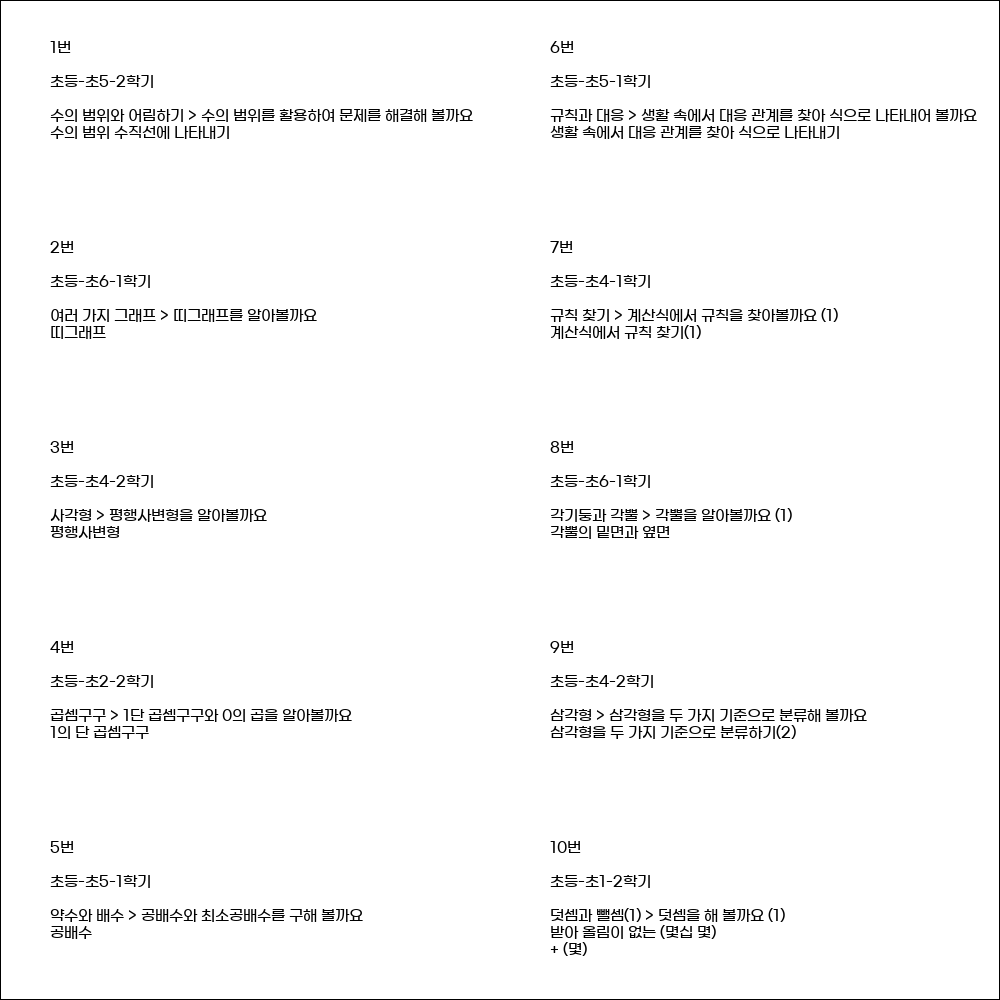 1번
초등-초5-2학기
수의 범위와 어림하기 > 수의 범위를 활용하여 문제를 해결해 볼까요
수의 범위 수직선에 나타내기
2번
초등-초6-1학기
여러 가지 그래프 > 띠그래프를 알아볼까요
띠그래프
3번
초등-초4-2학기
사각형 > 평행사변형을 알아볼까요
평행사변형
4번
초등-초2-2학기
곱셈구구 > 1단 곱셈구구와 0의 곱을 알아볼까요
1의 단 곱셈구구
5번
초등-초5-1학기
약수와 배수 > 공배수와 최소공배수를 구해 볼까요
공배수
6번
초등-초5-1학기
규칙과 대응 > 생활 속에서 대응 관계를 찾아 식으로 나타내어 볼까요
생활 속에서 대응 관계를 찾아 식으로 나타내기
7번
초등-초4-1학기
규칙 찾기 > 계산식에서 규칙을 찾아볼까요 (1)
계산식에서 규칙 찾기(1)
8번
초등-초6-1학기
각기둥과 각뿔 > 각뿔을 알아볼까요 (1)
각뿔의 밑면과 옆면
9번
초등-초4-2학기
삼각형 > 삼각형을 두 가지 기준으로 분류해 볼까요
삼각형을 두 가지 기준으로 분류하기(2)
10번
초등-초1-2학기
덧셈과 뺄셈(1) > 덧셈을 해 볼까요 (1)
받아 올림이 없는 (몇십 몇)
+ (몇)